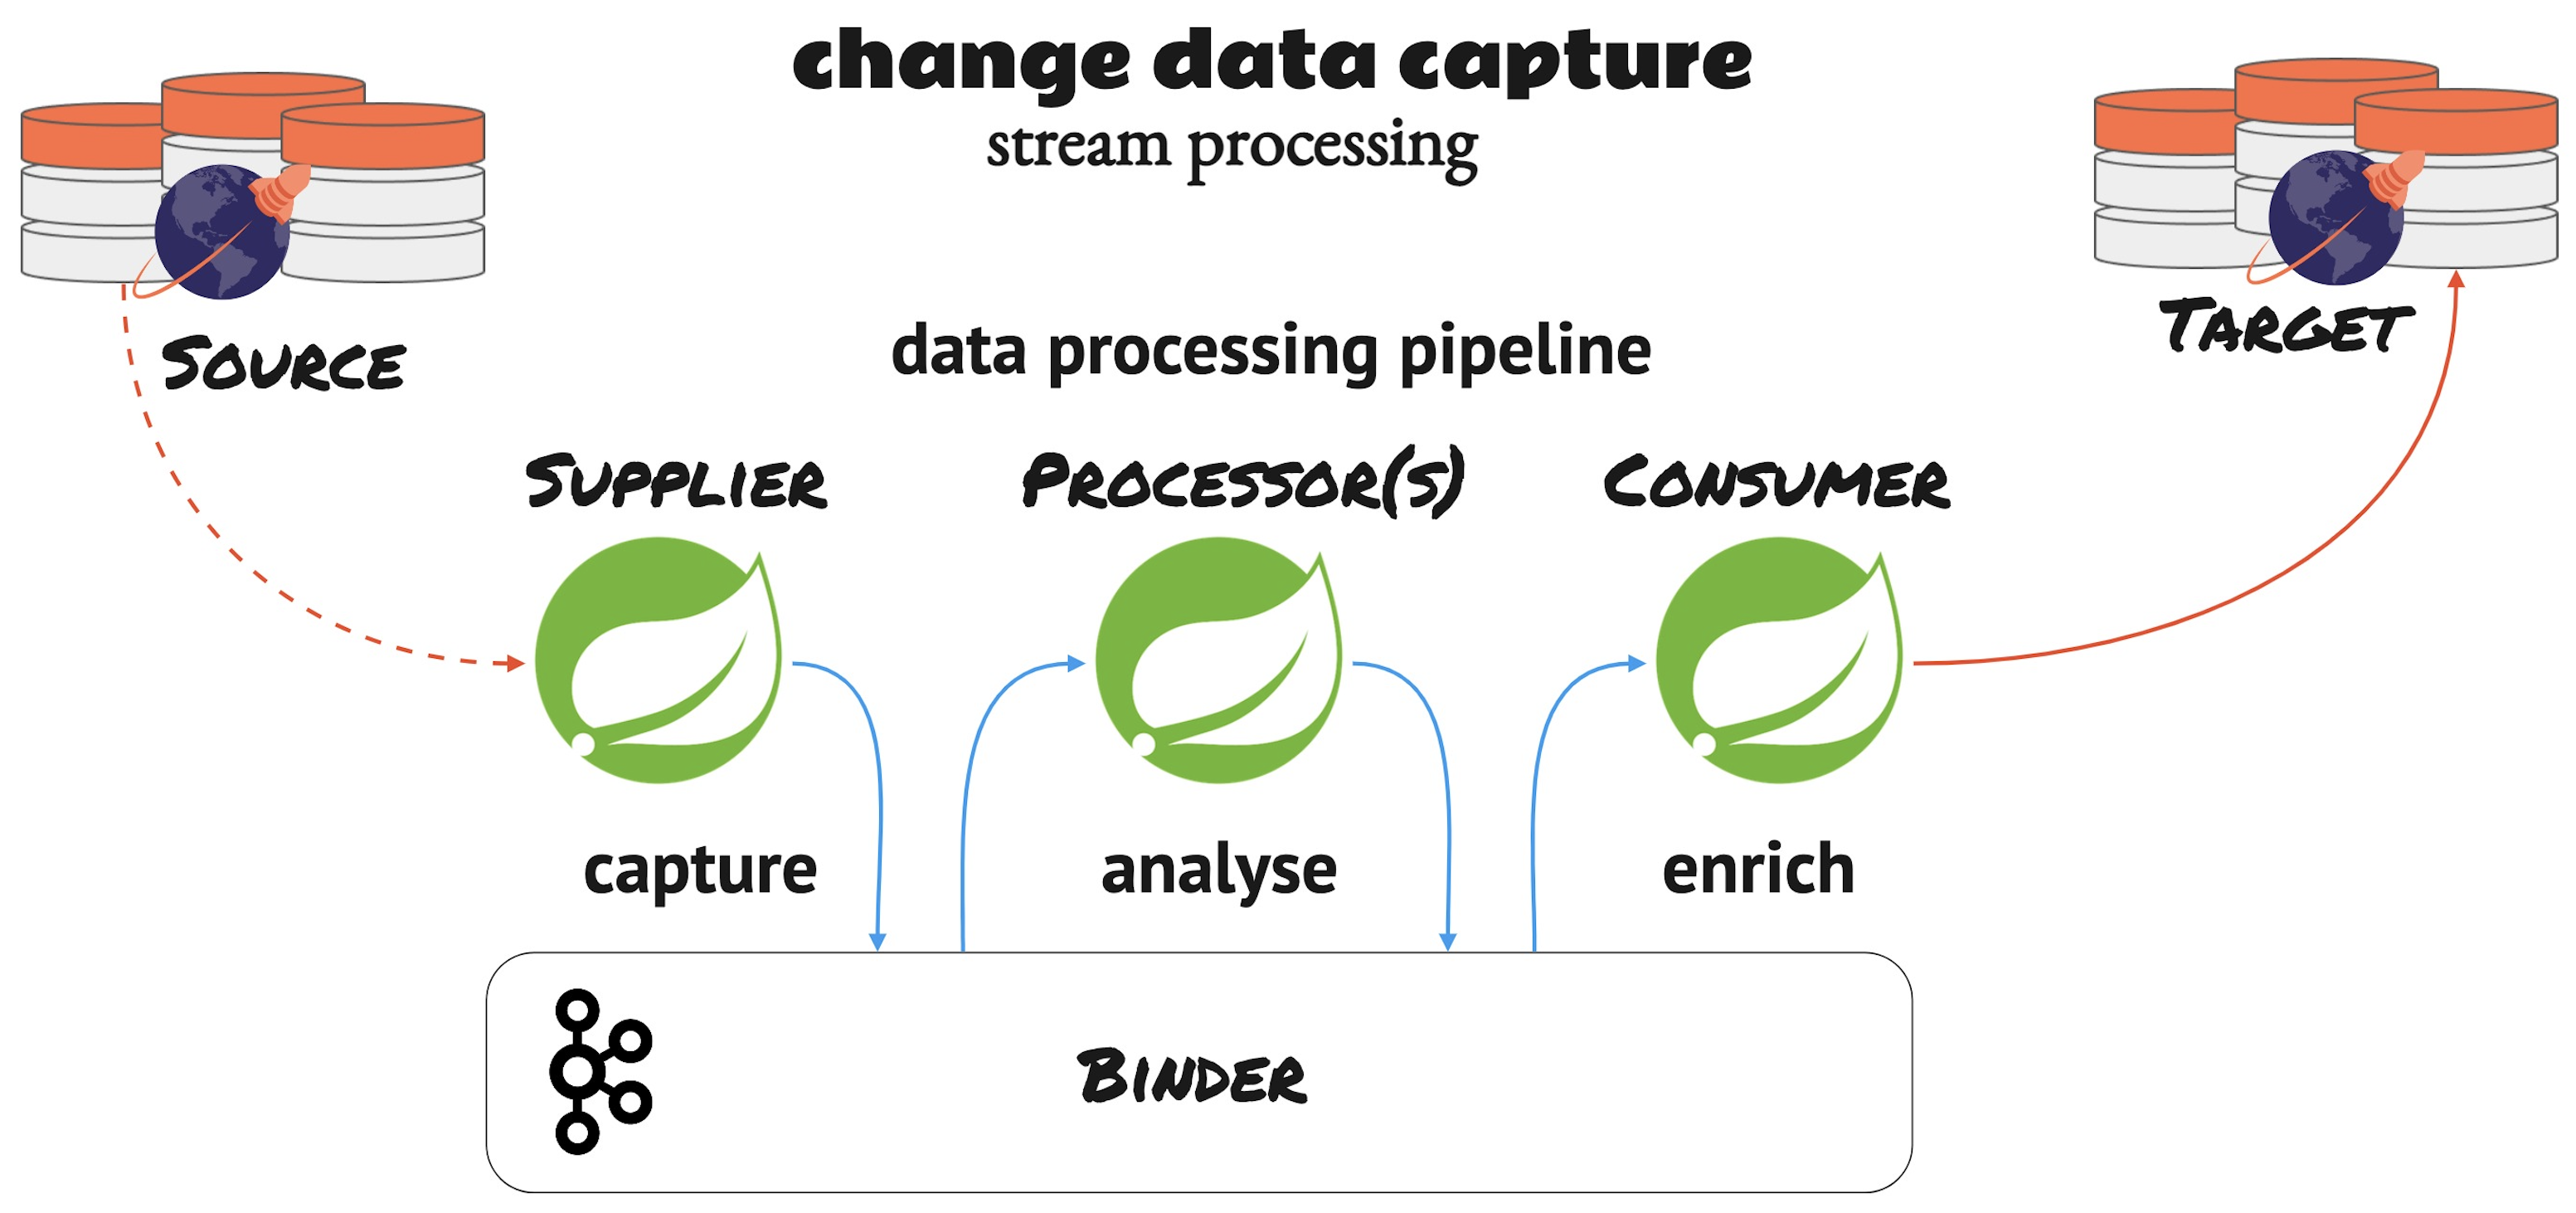 change data capture
stream processing
Source
Target
data processing pipeline
Supplier
Processor(s)
Consumer
capture
analyse
enrich
Binder